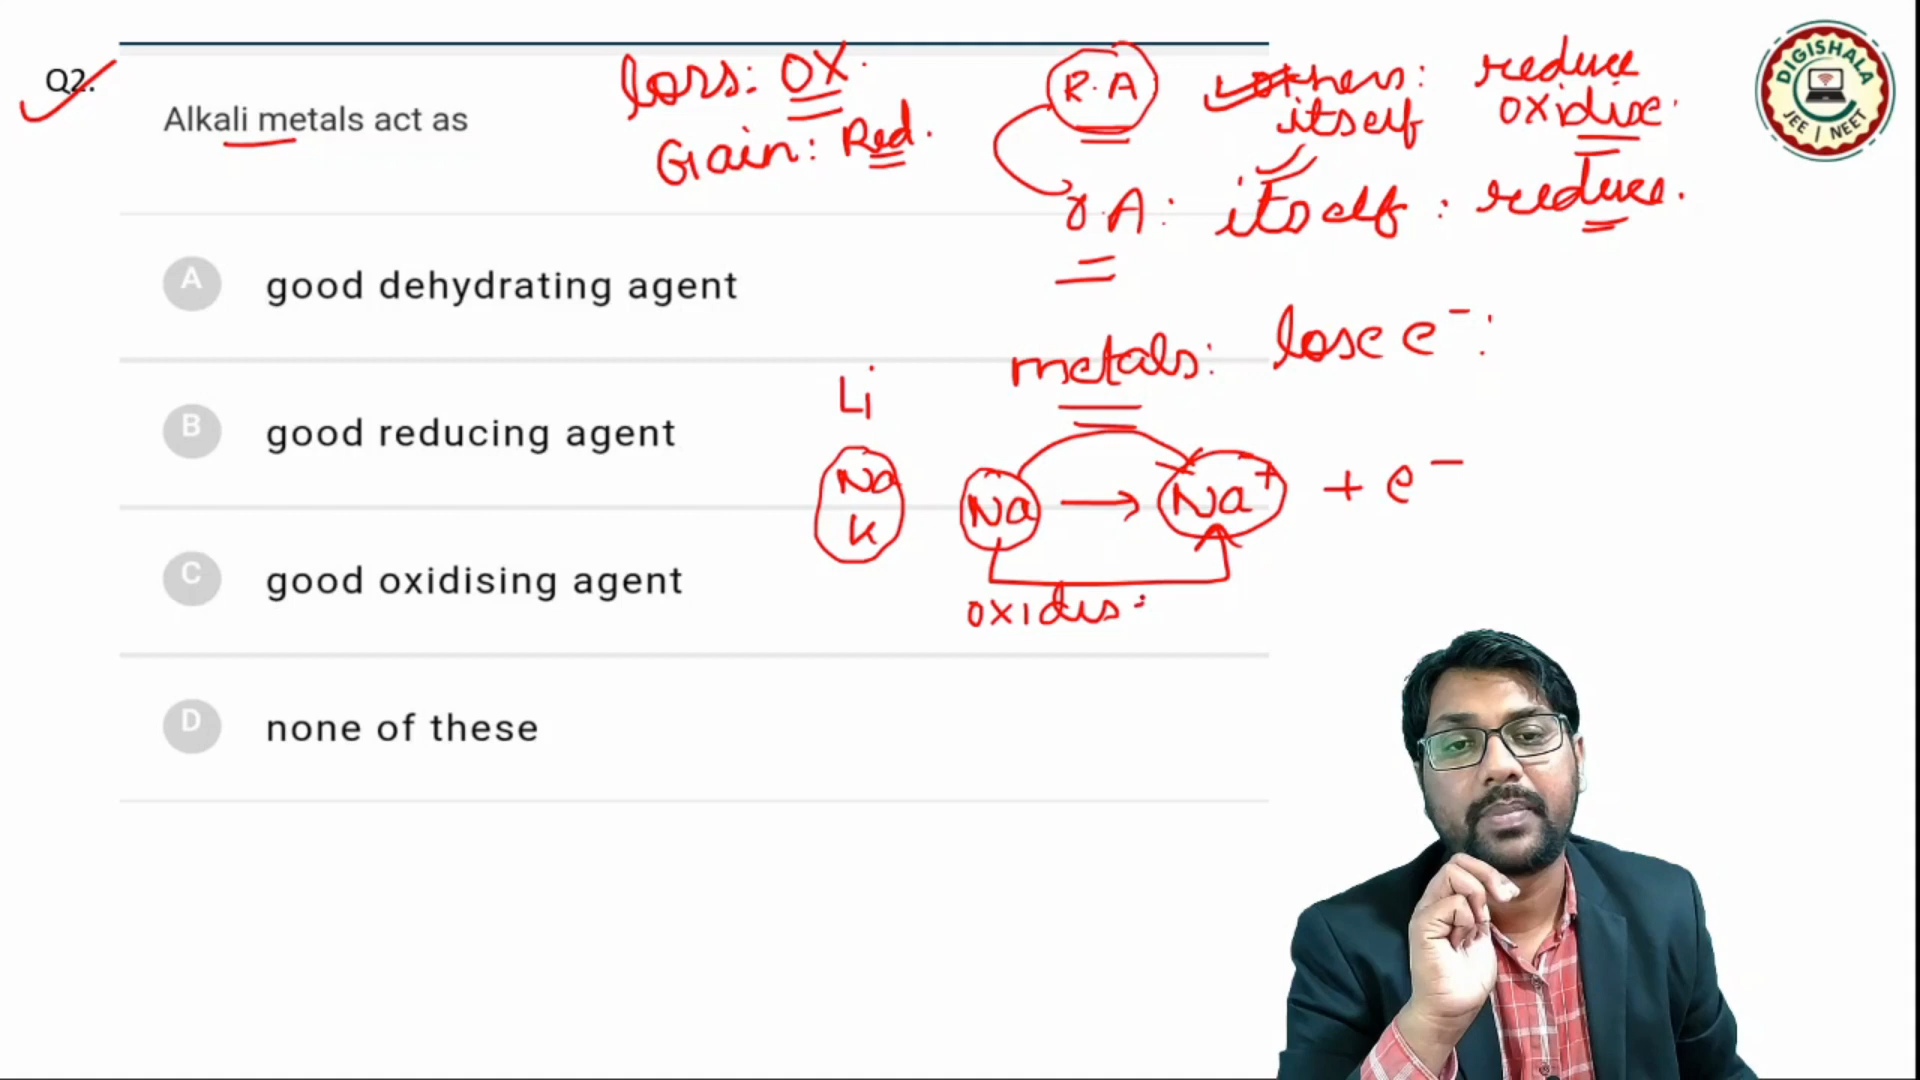 Q2.
Alkali metals act as
loss: OX.
Gain: Red.
R.A
others: reduce
itself oxidise.
itself : reduces.
DIGISHALA
JEE | NEET
A good dehydrating agent
metals: lose e⁻:
Li
B good reducing agent
Na
K
Na → Na⁺ + e⁻
C good oxidising agent
oxidis:
D none of these